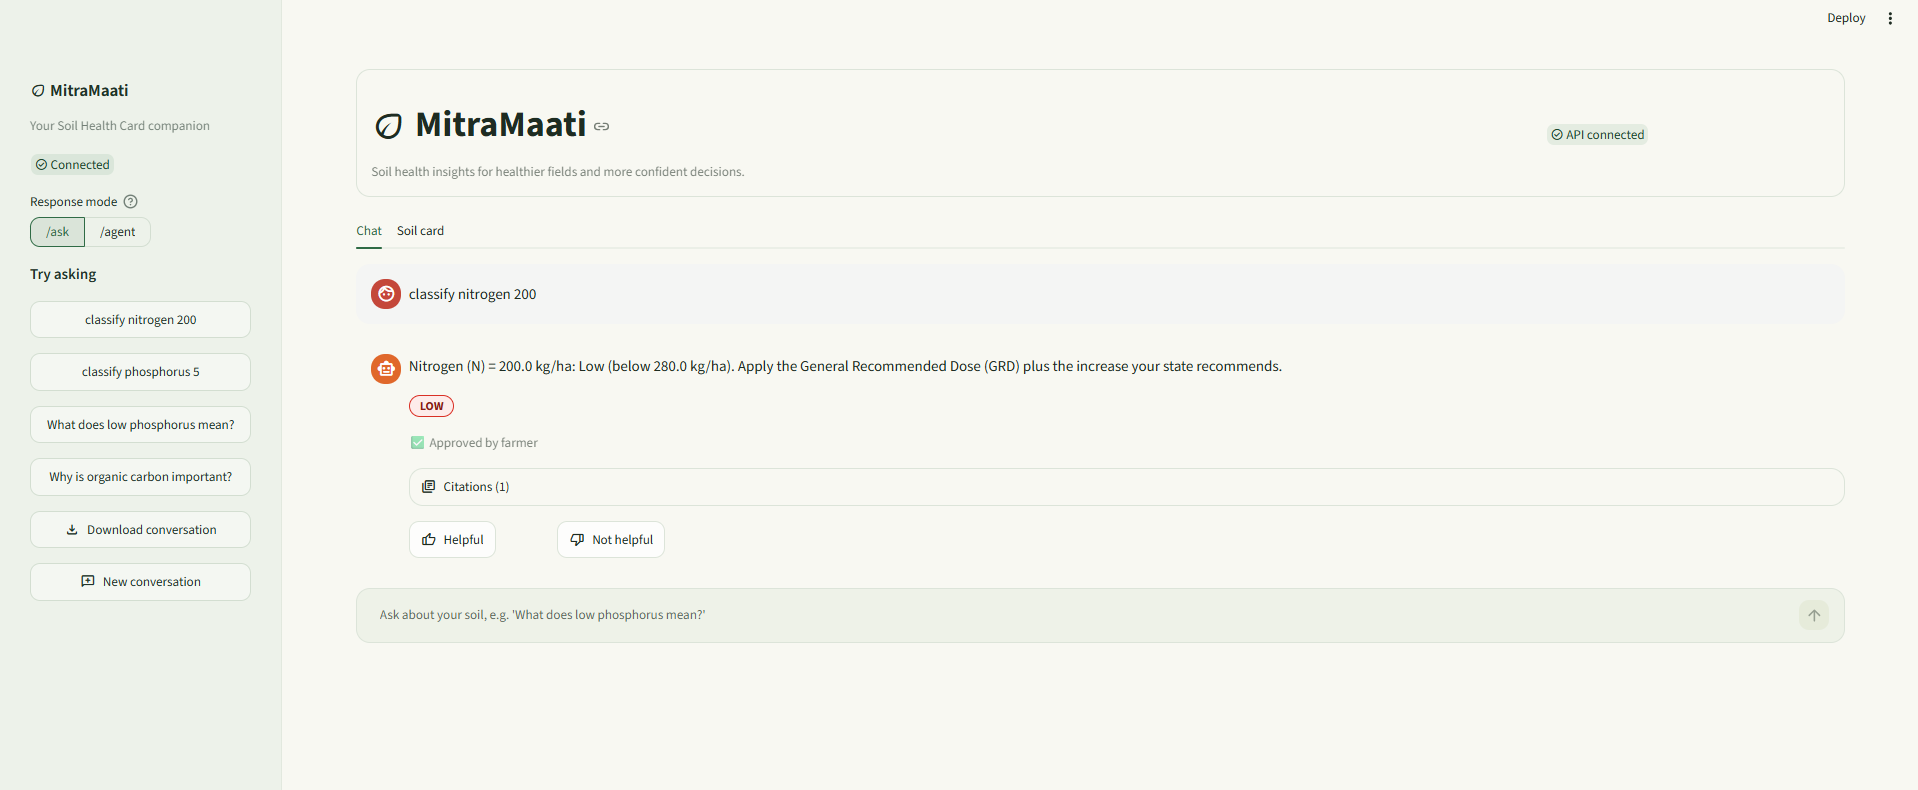 Deploy
MitraMaati
Your Soil Health Card companion
Connected
Response mode
/ask /agent
Try asking
classify nitrogen 200
classify phosphorus 5
What does low phosphorus mean?
Why is organic carbon important?
Download conversation
New conversation
MitraMaati
API connected
Soil health insights for healthier fields and more confident decisions.
Chat Soil card
classify nitrogen 200
Nitrogen (N) = 200.0 kg/ha: Low (below 280.0 kg/ha). Apply the General Recommended Dose (GRD) plus the increase your state recommends.
LOW
Approved by farmer
Citations (1)
Helpful Not helpful
Ask about your soil, e.g. 'What does low phosphorus mean?'